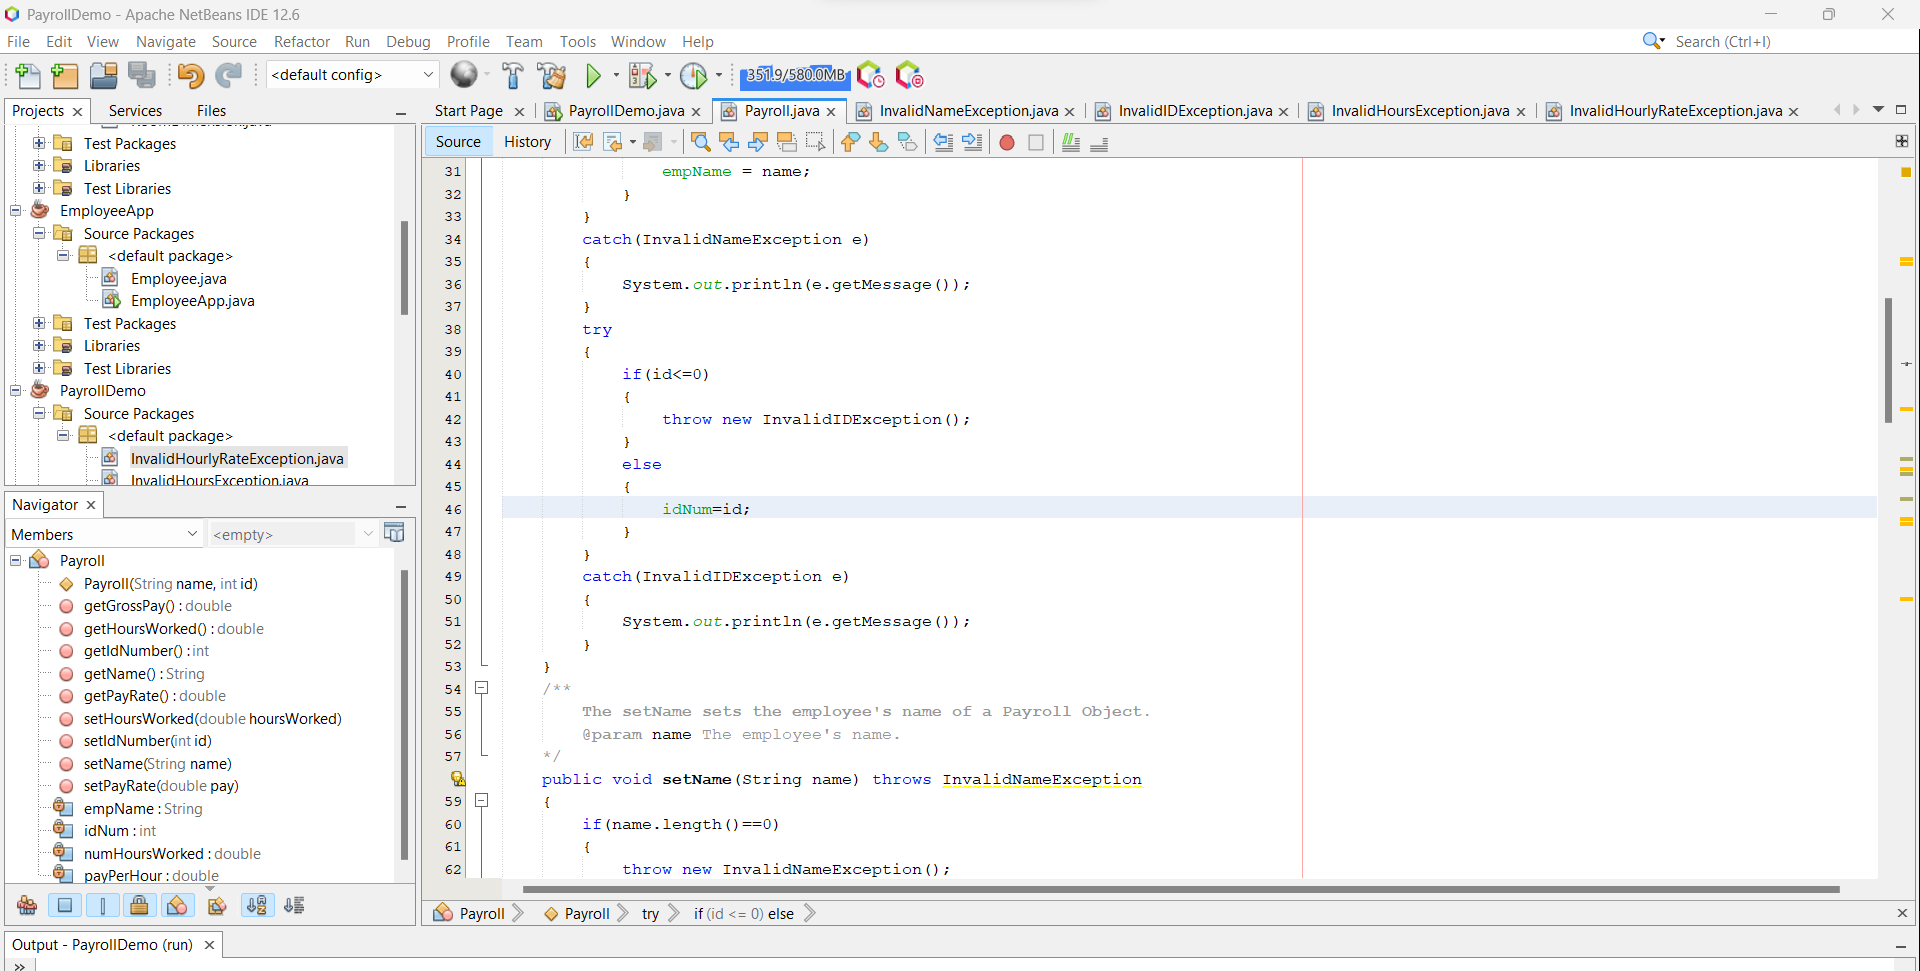 PayrollDemo - Apache NetBeans IDE 12.6
File Edit View Navigate Source Refactor Run Debug Profile Team Tools Window Help Search (Ctrl+I)
<default config> 351.9/580.0MB
Projects Services Files
Start Page PayrollDemo.java Payroll.java InvalidNameException.java InvalidIDException.java InvalidHoursException.java InvalidHourlyRateException.java
Source History
Test Packages
Libraries
Test Libraries
EmployeeApp
Source Packages
<default package>
Employee.java
EmployeeApp.java
Test Packages
Libraries
Test Libraries
PayrollDemo
Source Packages
<default package>
InvalidHourlyRateException.java
InvalidHoursException.java
Navigator
Members <empty>
Payroll
Payroll(String name, int id)
getGrossPay() : double
getHoursWorked() : double
getIdNumber() : int
getName() : String
getPayRate() : double
setHoursWorked(double hoursWorked)
setIdNumber(int id)
setName(String name)
setPayRate(double pay)
empName : String
idNum : int
numHoursWorked : double
payPerHour : double
31 empName = name;
32 }
33 }
34 catch(InvalidNameException e)
35 {
36 System.out.println(e.getMessage());
37 }
38 try
39 {
40 if(id<=0)
41 {
42 throw new InvalidIDException();
43 }
44 else
45 {
46 idNum=id;
47 }
48 }
49 catch(InvalidIDException e)
50 {
51 System.out.println(e.getMessage());
52 }
53 }
54 /**
55 The setName sets the employee's name of a Payroll Object.
56 @param name The employee's name.
57 */
public void setName(String name) throws InvalidNameException
59 {
60 if(name.length()==0)
61 {
62 throw new InvalidNameException();
Payroll Payroll try if (id <= 0) else
Output - PayrollDemo (run)